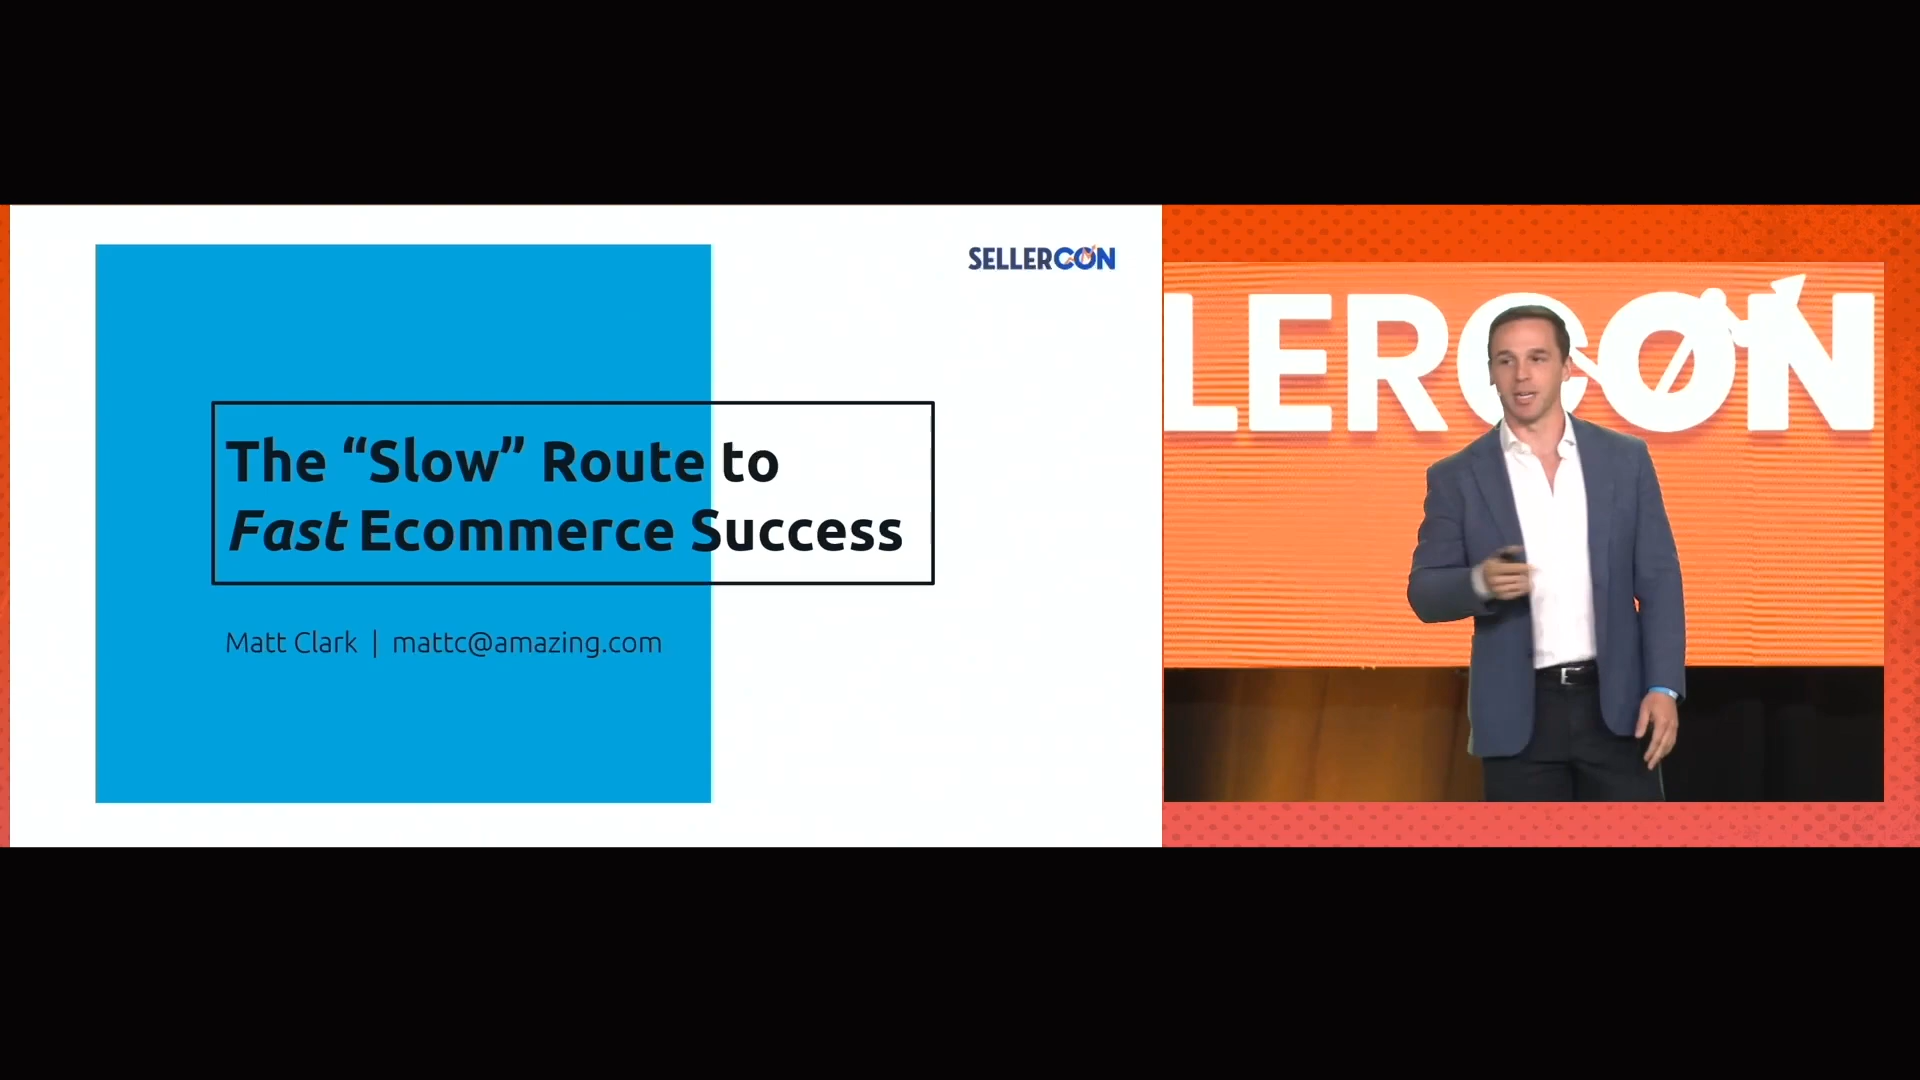 SELLERCON
The “Slow” Route to
Fast Ecommerce Success
Matt Clark | mattc@amazing.com
LERCON